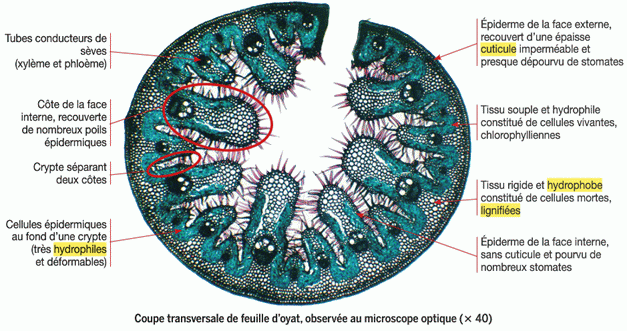 Tubes conducteurs de
sèves
(xylème et phloème)
Côte de la face
interne, recouverte
de nombreux poils
épidermiques
Crypte séparant
deux côtes
Cellules épidermiques
au fond d'une crypte
(très hydrophiles
et déformables)
Épiderme de la face externe,
recouvert d'une épaisse
cuticule imperméable et
presque dépourvu de stomates
Tissu souple et hydrophile
constitué de cellules vivantes,
chlorophylliennes
Tissu rigide et hydrophobe
constitué de cellules mortes,
lignifiées
Épiderme de la face interne,
sans cuticule et pourvu de
nombreux stomates
Coupe transversale de feuille d'oyat, observée au microscope optique (× 40)